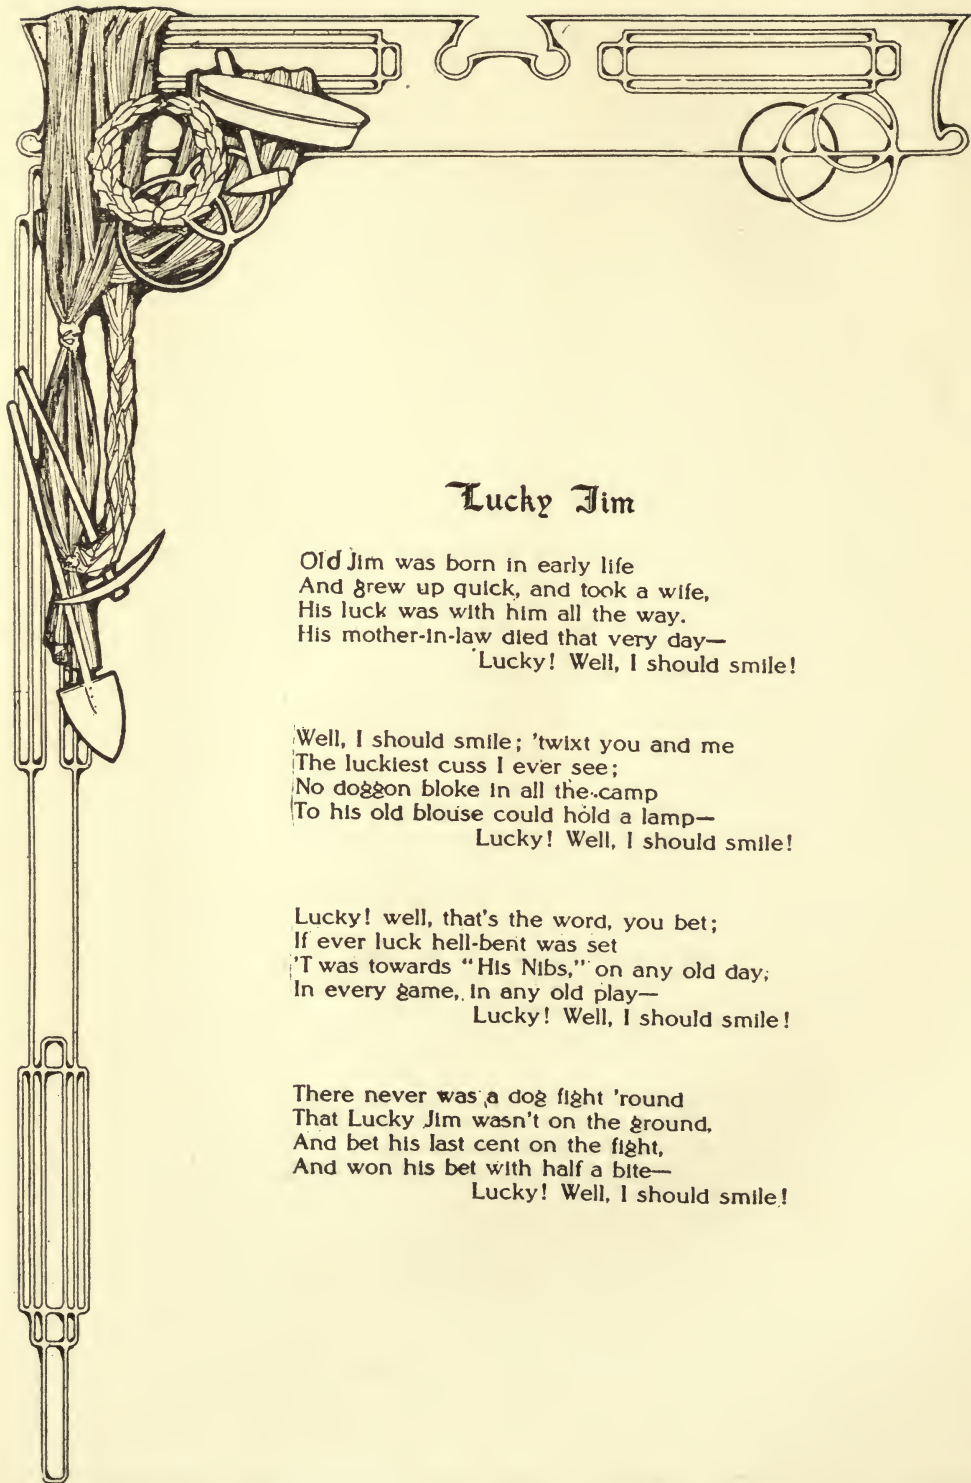 Lucky Jim
Old Jim was born in early life
And grew up quick, and took a wife,
His luck was with him all the way.
His mother-in-law died that very day—
Lucky! Well, I should smile!
Well, I should smile; 'twixt you and me
The luckiest cuss I ever see;
No doggon bloke in all the camp
To his old blouse could hold a lamp—
Lucky! Well, I should smile!
Lucky! well, that's the word, you bet;
If ever luck hell-bent was set
'T was towards "His Nibs," on any old day,
In every game, in any old play—
Lucky! Well, I should smile!
There never was a dog fight 'round
That Lucky Jim wasn't on the ground,
And bet his last cent on the fight,
And won his bet with half a bite—
Lucky! Well, I should smile!